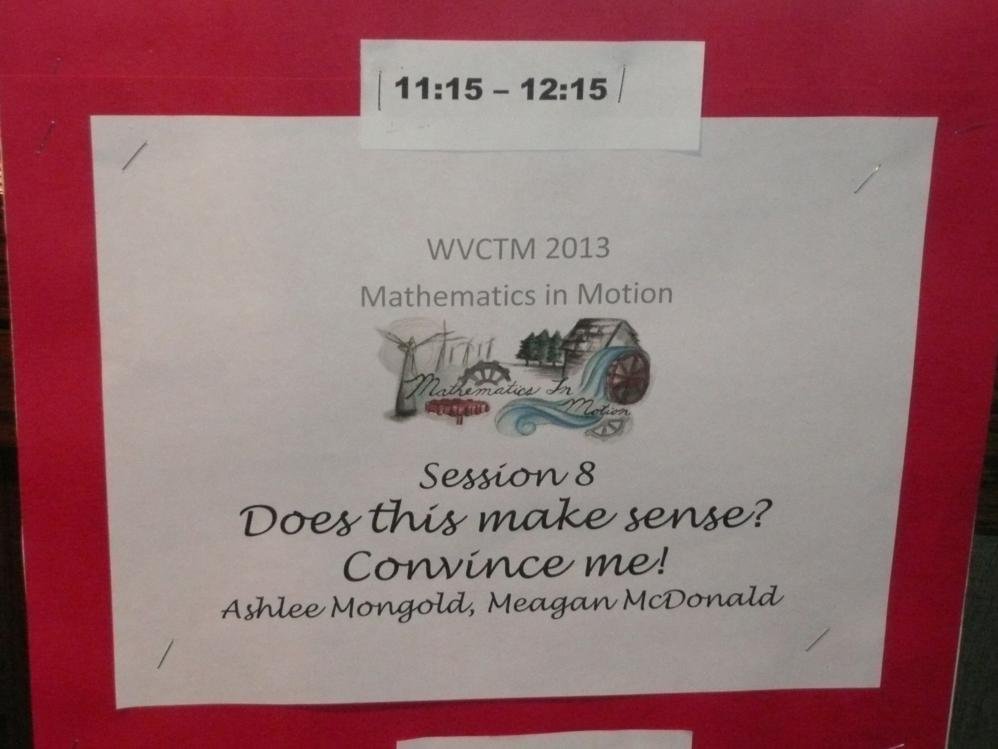 11:15 – 12:15
WVCTM 2013
Mathematics in Motion
Mathematics In
Motion
Session 8
Does this make sense?
Convince me!
Ashlee Mongold, Meagan McDonald